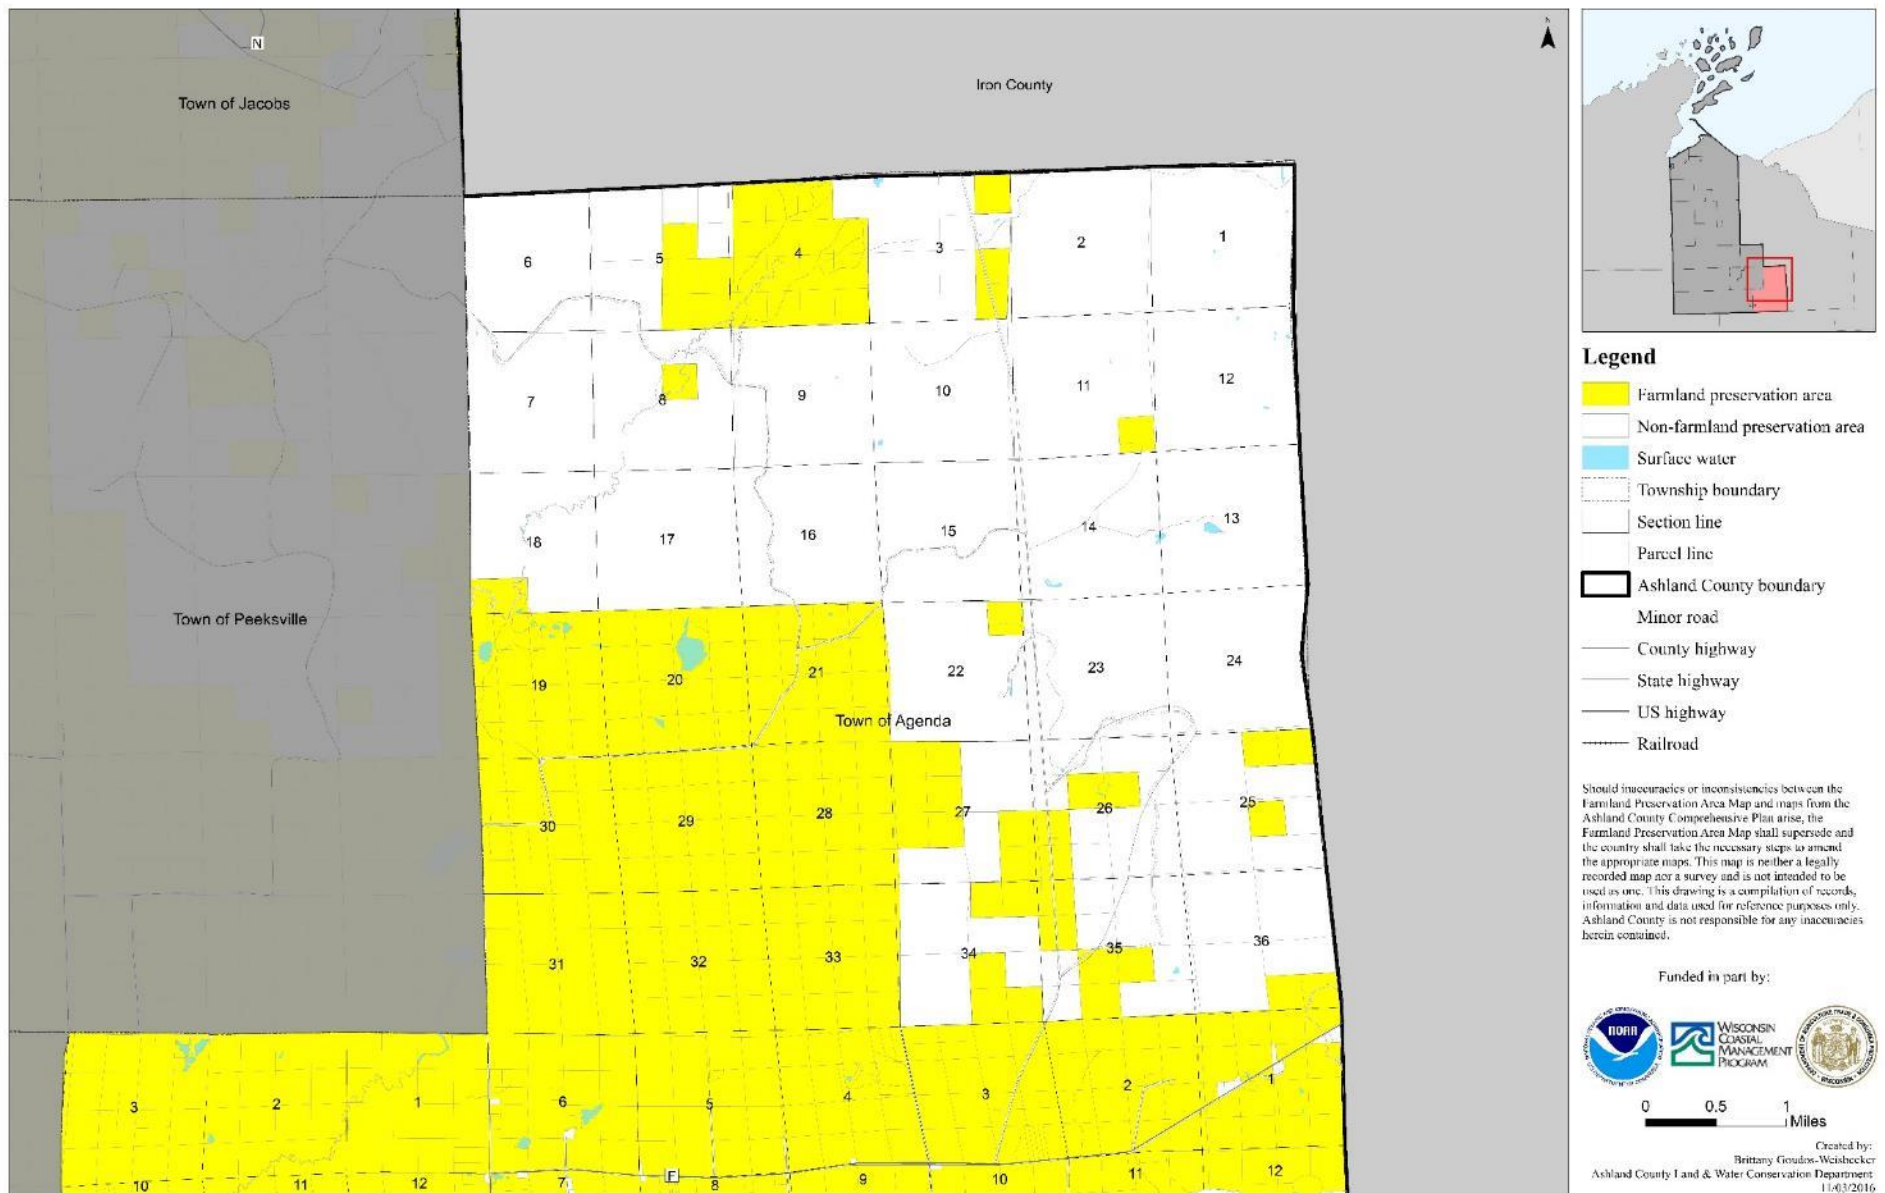 N
N
Town of Jacobs
Iron County
6
5
4
3
2
1
7
8
9
10
11
12
18
17
16
15
14
13
Town of Peeksville
19
20
21
22
23
24
Town of Agenda
30
29
28
27
26
25
31
32
33
34
35
36
3
2
1
6
5
4
3
2
1
10
11
12
7
F
8
9
10
11
12
Legend
Farmland preservation area
Non-farmland preservation area
Surface water
Township boundary
Section line
Parcel line
Ashland County boundary
Minor road
County highway
State highway
US highway
Railroad
Should inaccuracies or inconsistencies between the
Farmland Preservation Area Map and maps from the
Ashland County Comprehensive Plan arise, the
Farmland Preservation Area Map shall supersede and
the country shall take the necessary steps to amend
the appropriate maps. This map is neither a legally
recorded map nor a survey and is not intended to be
used as one. This drawing is a compilation of records,
information and data used for reference purposes only.
Ashland County is not responsible for any inaccuracies
herein contained.
Funded in part by:
NOAA
WISCONSIN
COASTAL
MANAGEMENT
PROGRAM
0 0.5 1
Miles
Created by:
Brittany Goudos-Weisbecker
Ashland County Land & Water Conservation Department
11/03/2016